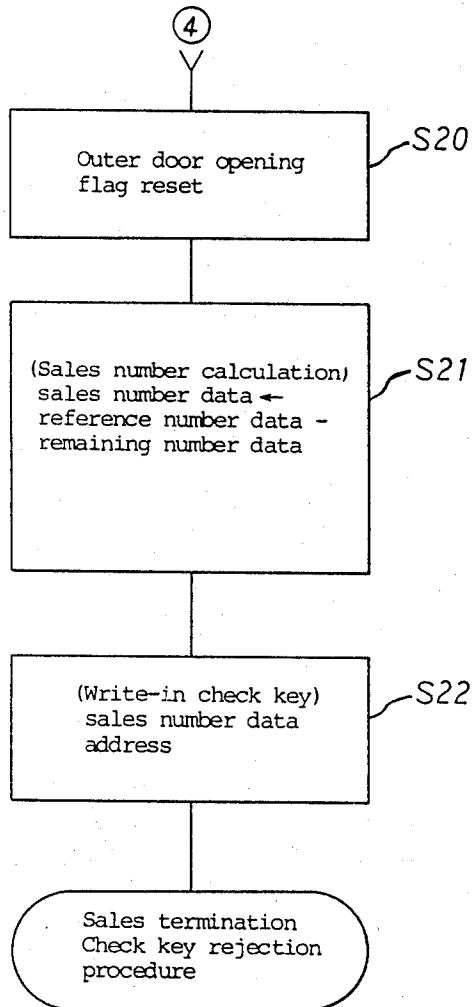 4
Outer door opening
flag reset
S20
(Sales number calculation)
sales number data ←
reference number data -
remaining number data
S21
(Write-in check key)
sales number data
address
S22
Sales termination
Check key rejection
procedure